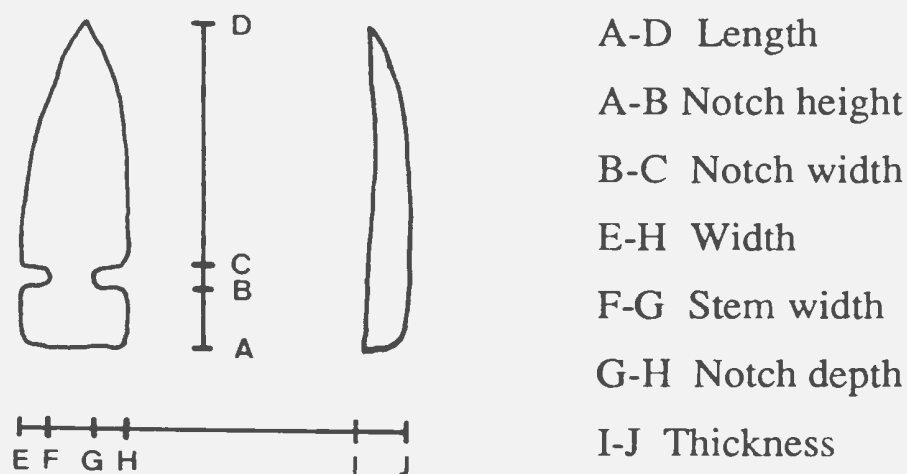 D
C
B
A
E F G H I J
A-D Length
A-B Notch height
B-C Notch width
E-H Width
F-G Stem width
G-H Notch depth
I-J Thickness